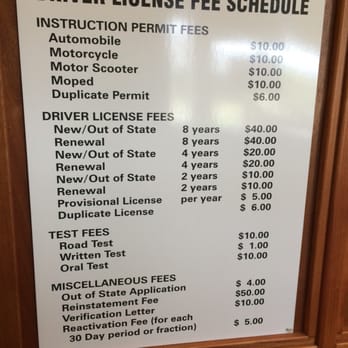 DRIVER LICENSE FEE SCHEDULE
INSTRUCTION PERMIT FEES
Automobile $10.00
Motorcycle $10.00
Motor Scooter $10.00
Moped $10.00
Duplicate Permit $6.00
DRIVER LICENSE FEES
New/Out of State 8 years $40.00
Renewal 8 years $40.00
New/Out of State 4 years $20.00
Renewal 4 years $20.00
New/Out of State 2 years $10.00
Renewal 2 years $10.00
Provisional License per year $ 5.00
Duplicate License $ 6.00
TEST FEES
Road Test $10.00
Written Test $ 1.00
Oral Test $10.00
MISCELLANEOUS FEES
Out of State Application $ 4.00
Reinstatement Fee $50.00
Verification Letter $10.00
Reactivation Fee (for each
30 Day period or fraction) $ 5.00